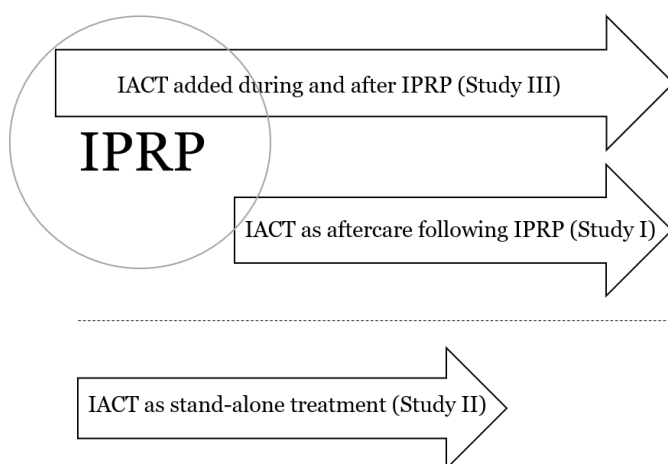 IACT added during and after IPRP (Study III)
IPRP
IACT as aftercare following IPRP (Study I)
IACT as stand-alone treatment (Study II)